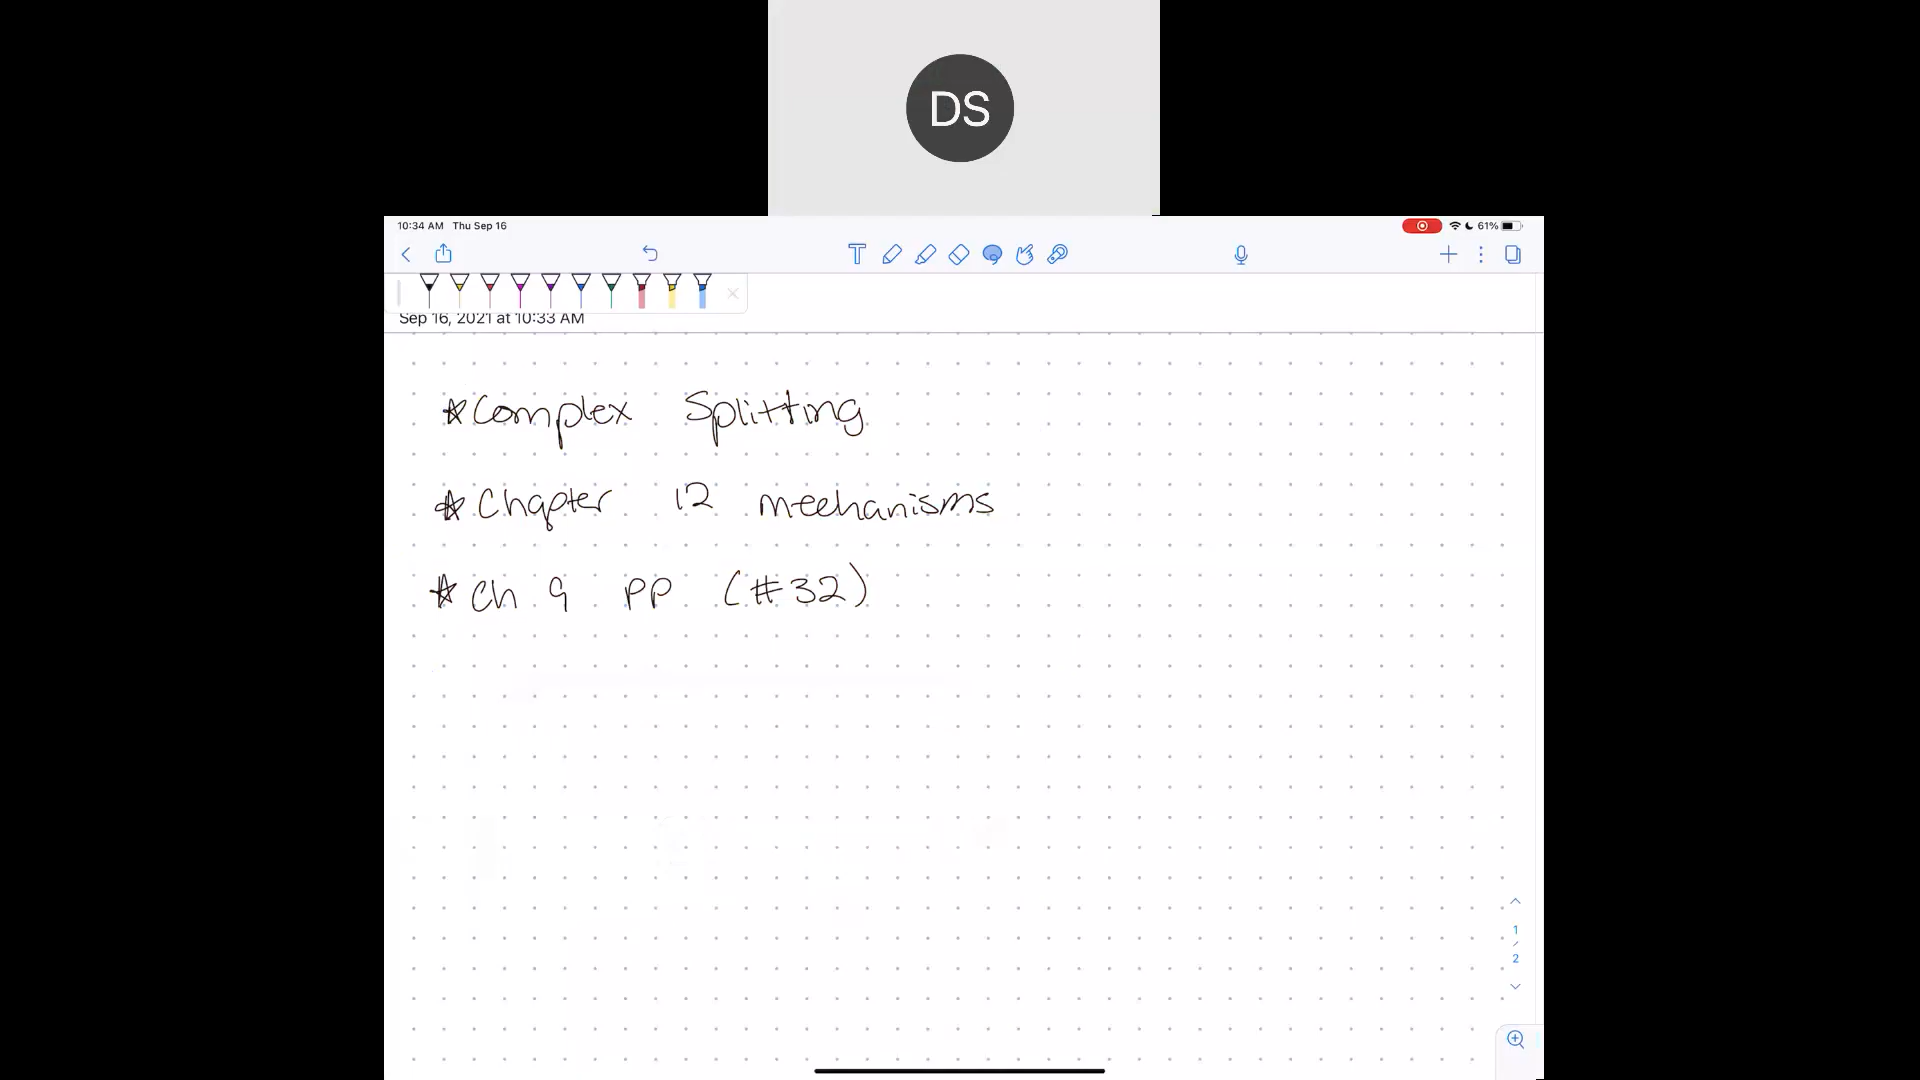 DS
10:34 AM Thu Sep 16
61%
Sep 16, 2021 at 10:33 AM
*Complex Splitting
*Chapter 12 mechanisms
*Ch 9 PP (#32)
1
/
2